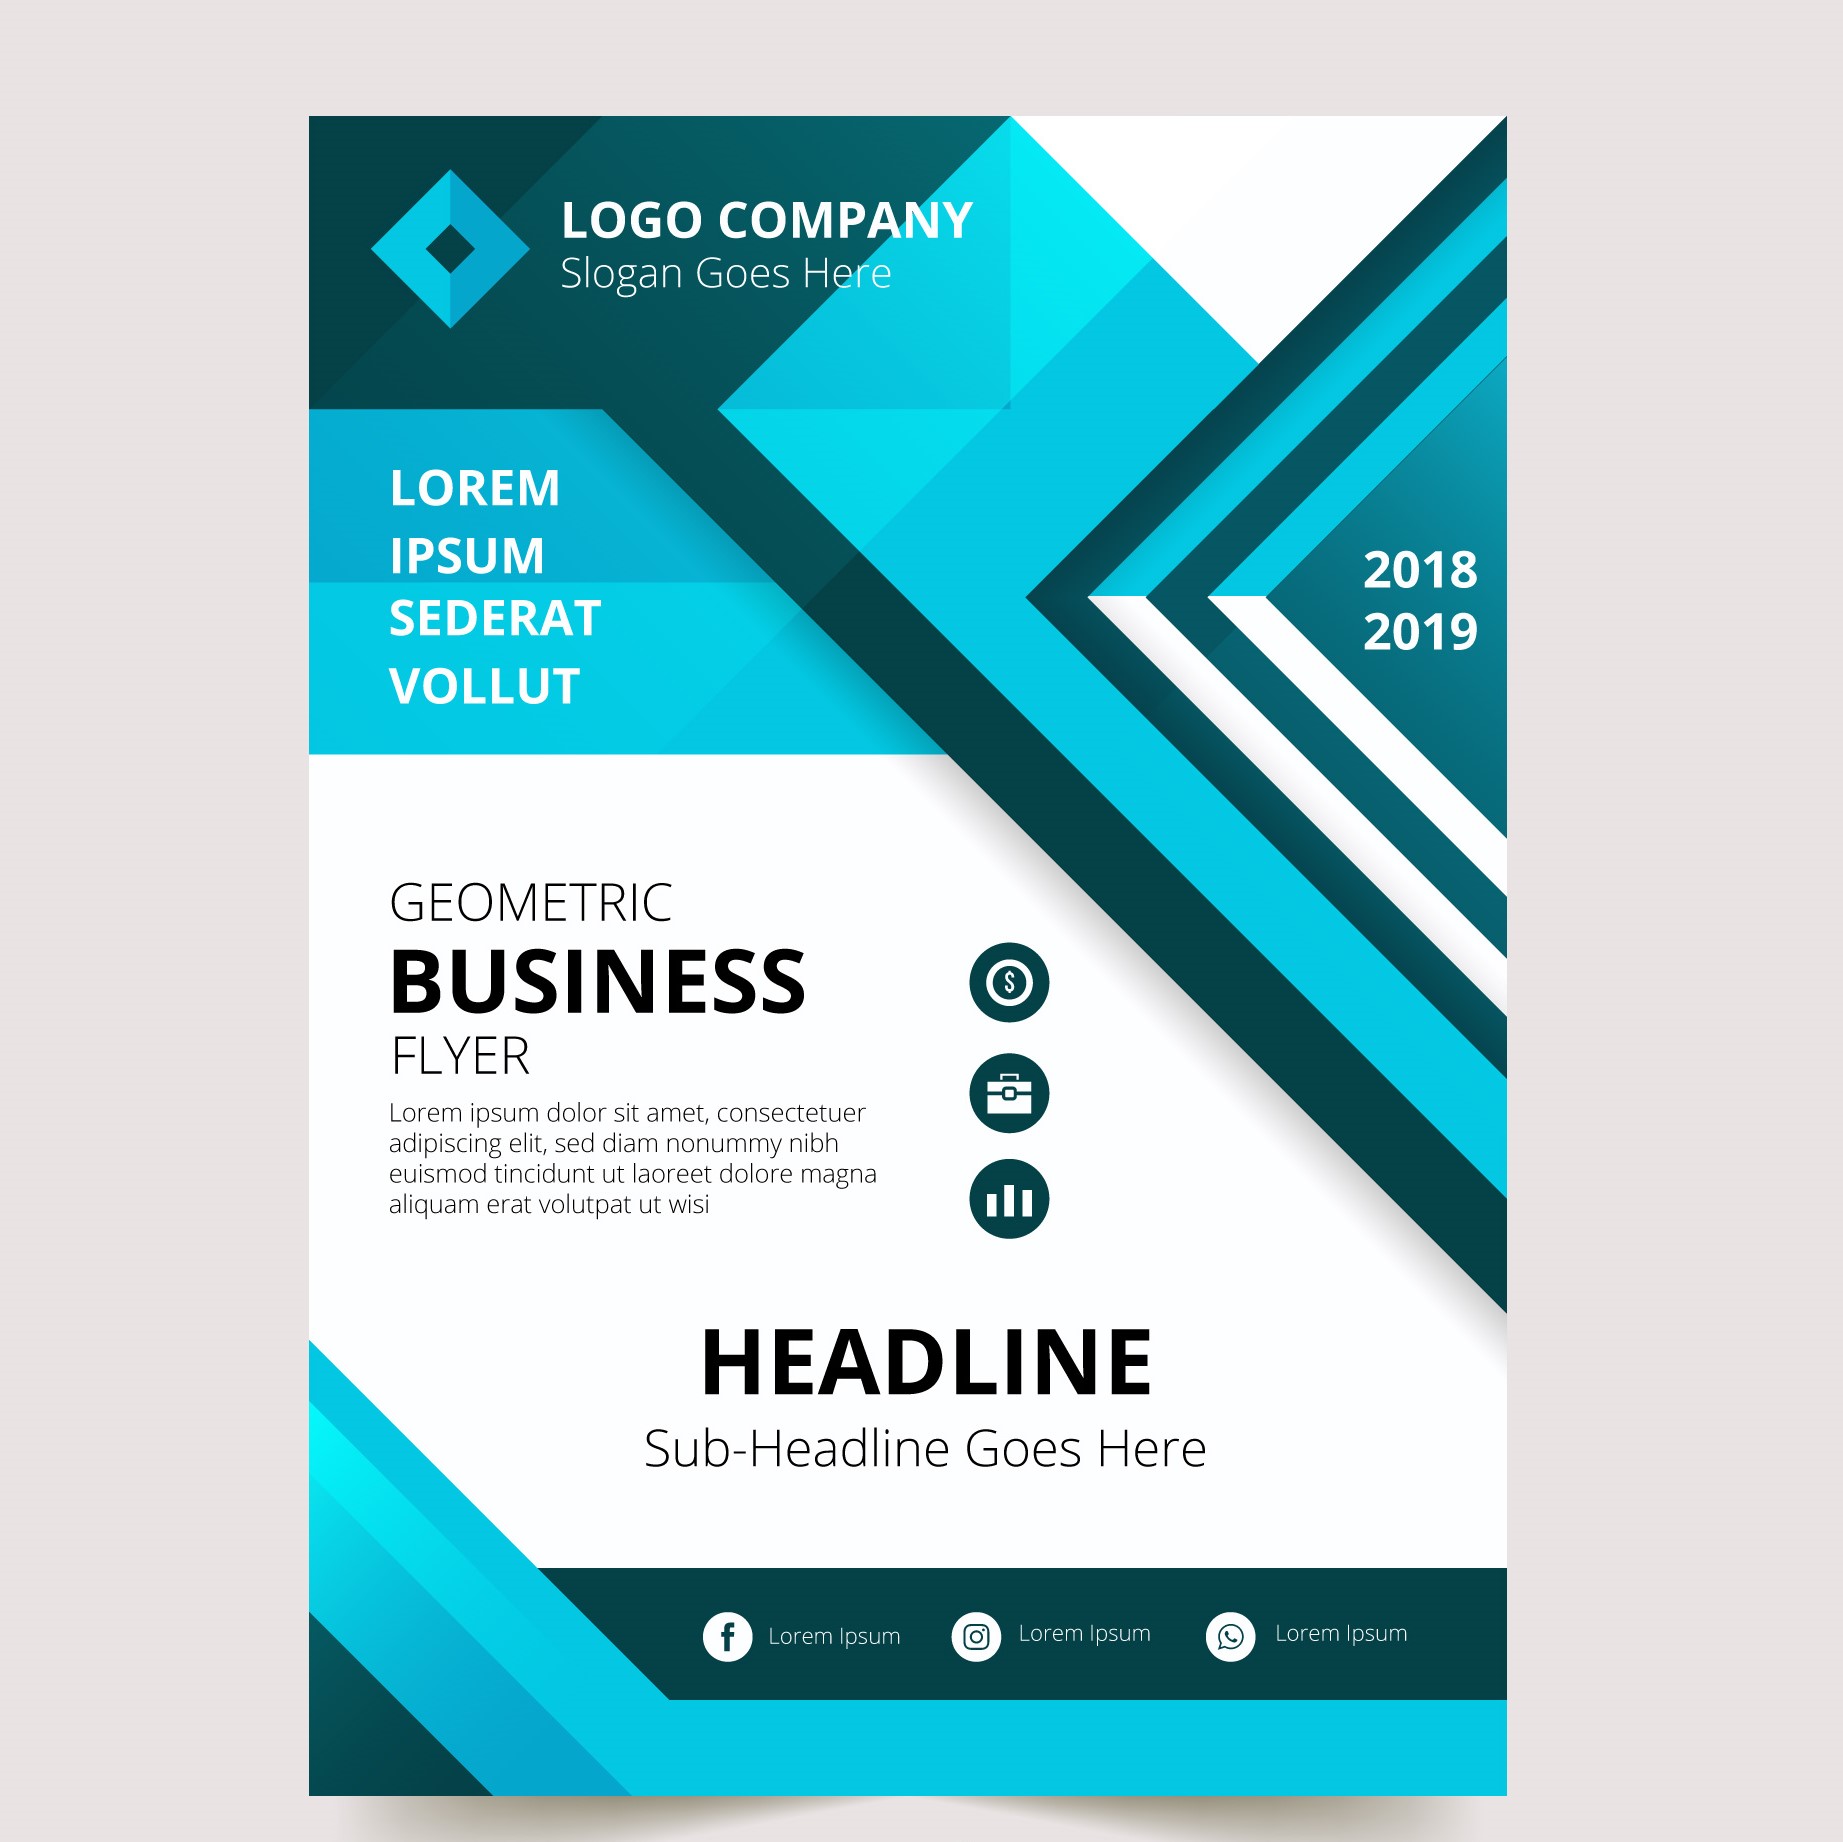 LOGO COMPANY
Slogan Goes Here
LOREM
IPSUM
SEDERAT
VOLLUT
2018
2019
GEOMETRIC
BUSINESS
FLYER
Lorem ipsum dolor sit amet, consectetuer
adipiscing elit, sed diam nonummy nibh
euismod tincidunt ut laoreet dolore magna
aliquam erat volutpat ut wisi
$
HEADLINE
Sub-Headline Goes Here
Lorem Ipsum
Lorem Ipsum
Lorem Ipsum